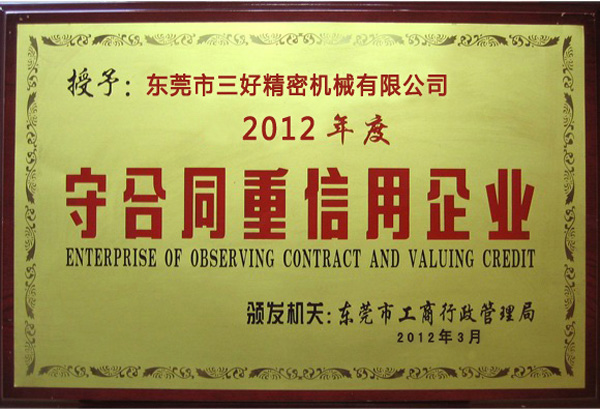 授予：东莞市三好精密机械有限公司
2012年度
守合同重信用企业
ENTERPRISE OF OBSERVING CONTRACT AND VALUING CREDIT
颁发机关：东莞市工商行政管理局
2012年3月